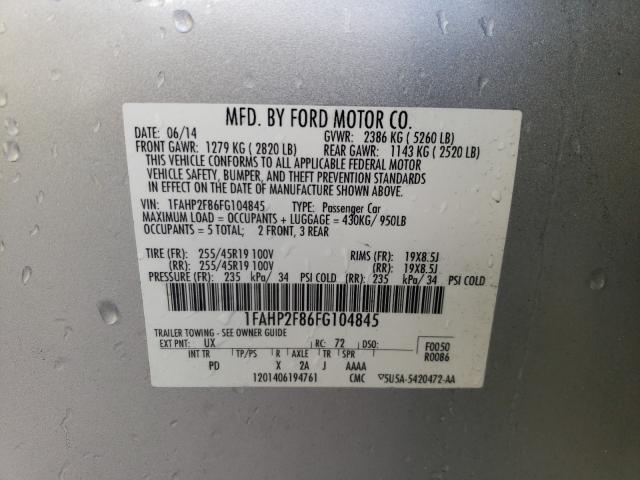 MFD. BY FORD MOTOR CO.
DATE: 06/14 GVWR: 2386 KG ( 5260 LB)
FRONT GAWR: 1279 KG ( 2820 LB) REAR GAWR: 1143 KG ( 2520 LB)
THIS VEHICLE CONFORMS TO ALL APPLICABLE FEDERAL MOTOR
VEHICLE SAFETY, BUMPER, AND THEFT PREVENTION STANDARDS
IN EFFECT ON THE DATE OF MANUFACTURE SHOWN ABOVE.
VIN: 1FAHP2F86FG104845 TYPE: Passenger Car
MAXIMUM LOAD = OCCUPANTS + LUGGAGE = 430KG/ 950LB
OCCUPANTS = 5 TOTAL; 2 FRONT, 3 REAR
TIRE (FR): 255/45R19 100V RIMS (FR): 19X8.5J
(RR): 255/45R19 100V (RR): 19X8.5J
PRESSURE (FR): 235 kPa/ 34 PSI COLD (RR): 235 kPa/ 34 PSI COLD
1FAHP2F86FG104845
TRAILER TOWING - SEE OWNER GUIDE
EXT PNT: UX RC: 72 DSO: F0050
INT TR TP/PS R AXLE TR SPR R0086
PD X 2A J AAAA
1201406194761 CMC ▽5USA-5420472-AA